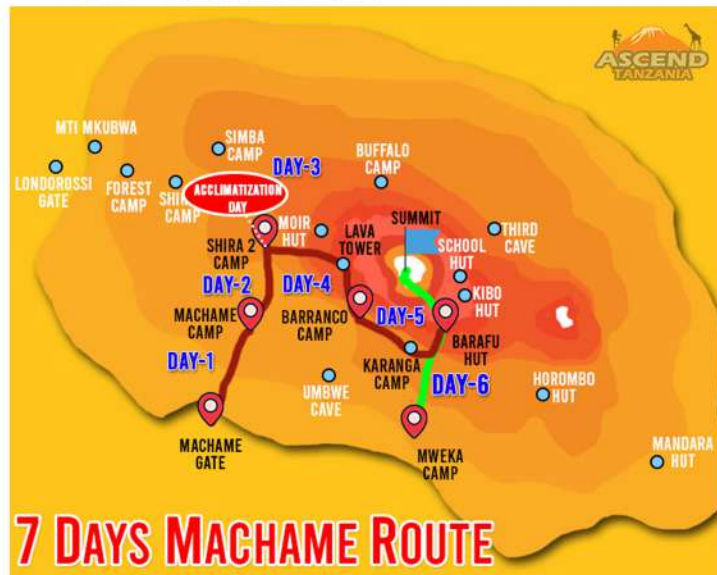 ASCEND
TANZANIA
MTI MKUBWA
LONDOROSSI
GATE
FOREST
CAMP
SIMBA
CAMP
DAY-3
BUFFALO
CAMP
CAMP
ACCLIMATIZATION
DAY
MOIR
HUT
SUMMIT
THIRD
CAVE
SHIRA 2
CAMP
LAVA
TOWER
SCHOOL
HUT
DAY-2
DAY-4
KIBO
HUT
MACHAME
CAMP
BARRANCO
CAMP
DAY-5
BARAFU
HUT
DAY-1
KARANGA
CAMP
UMBWE
CAVE
DAY-6
HOROMBO
HUT
MACHAME
GATE
MWEKA
CAMP
MANDARA
HUT
7 DAYS MACHAME ROUTE